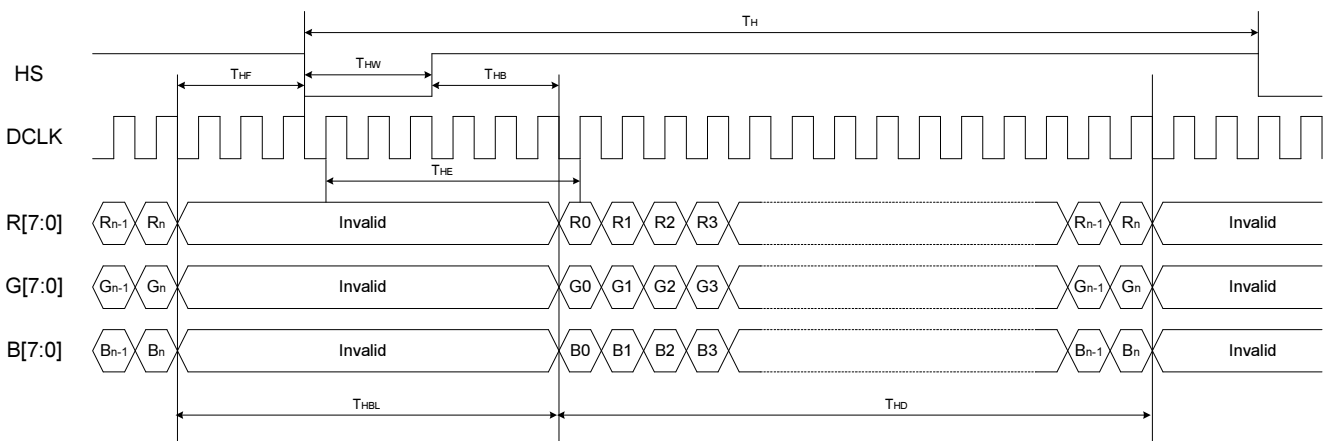 TH
HS
THF
THW
THB
DCLK
THE
R[7:0]
Rn-1
Rn
Invalid
R0
R1
R2
R3
Rn-1
Rn
Invalid
G[7:0]
Gn-1
Gn
Invalid
G0
G1
G2
G3
Gn-1
Gn
Invalid
B[7:0]
Bn-1
Bn
Invalid
B0
B1
B2
B3
Bn-1
Bn
Invalid
THBL
THD